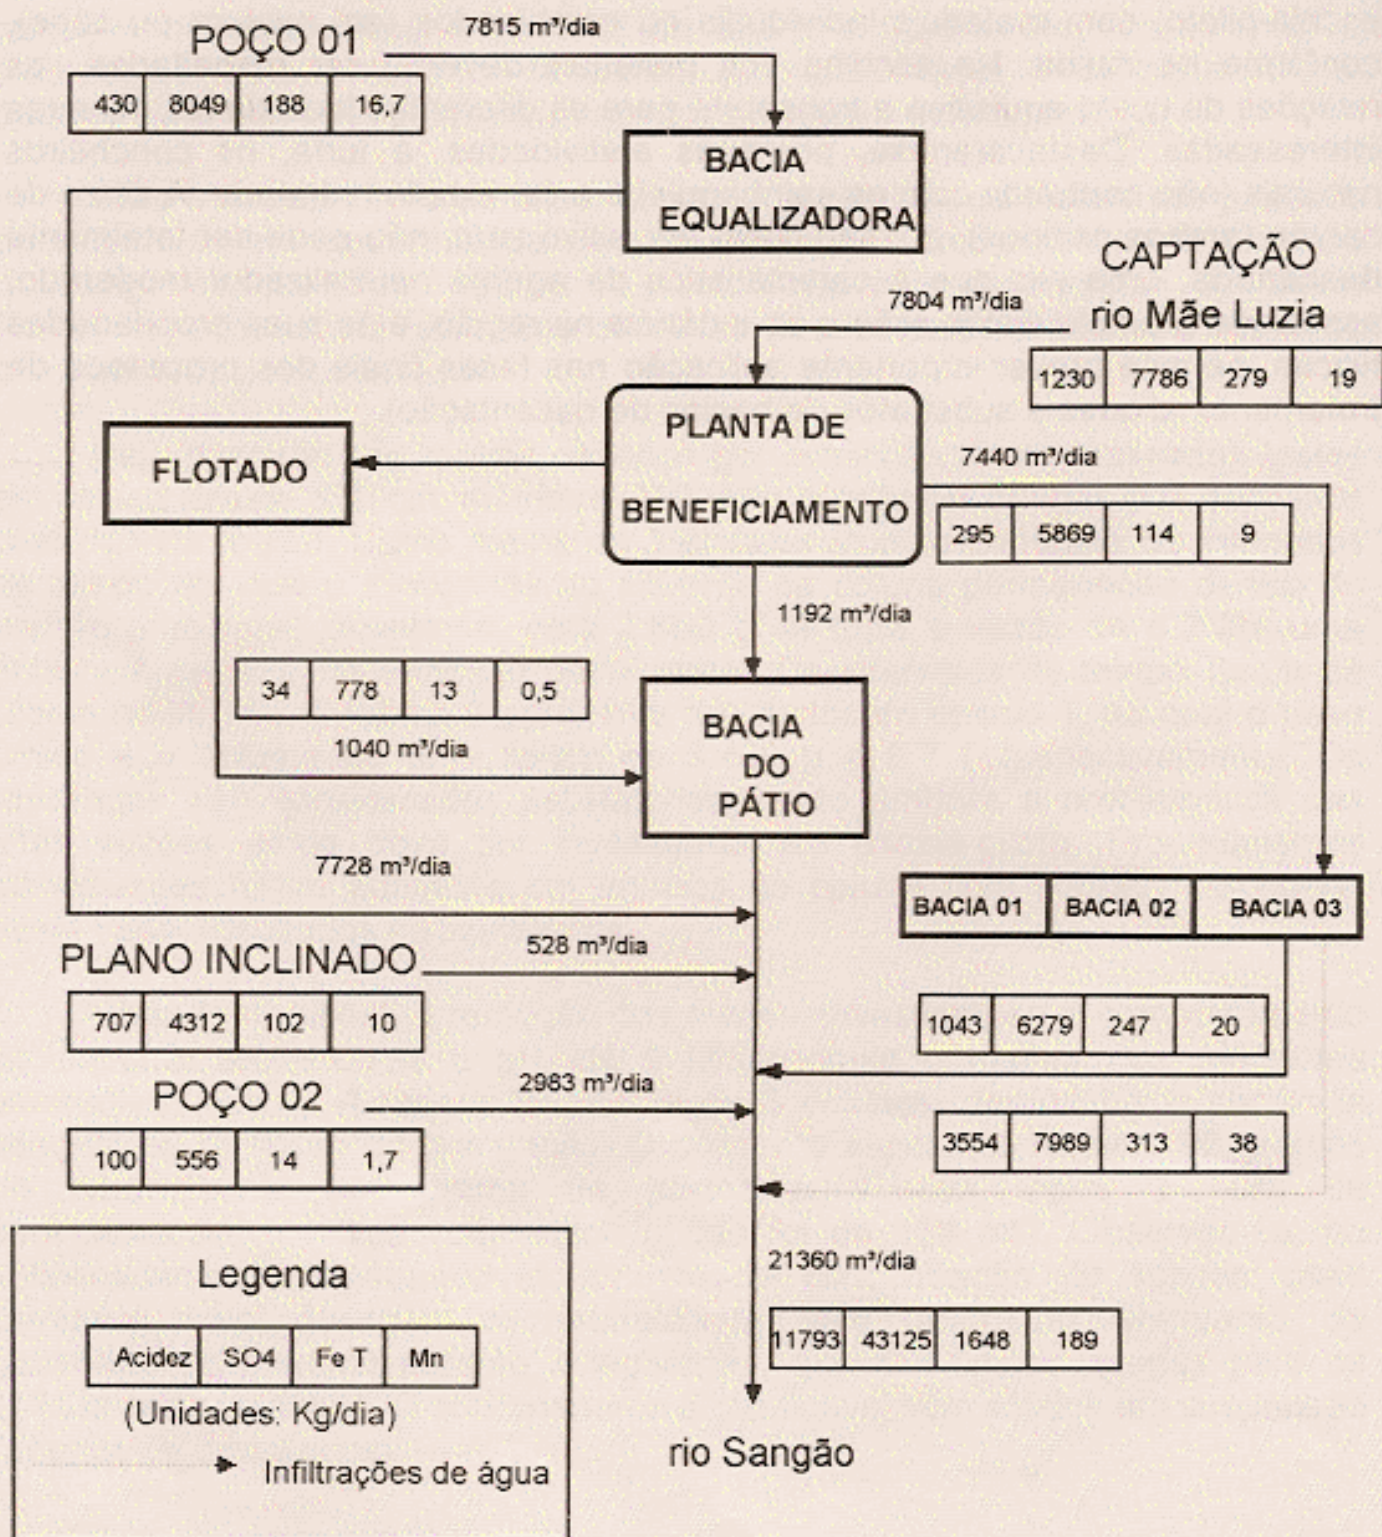 POÇO 01
7815 m³/dia
430 8049 188 16,7
BACIA
EQUALIZADORA
CAPTAÇÃO
rio Mãe Luzia
7804 m³/dia
1230 7786 279 19
PLANTA DE
BENEFICIAMENTO
FLOTADO
7440 m³/dia
295 5869 114 9
1192 m³/dia
34 778 13 0,5
1040 m³/dia
BACIA
DO
PÁTIO
7728 m³/dia
BACIA 01 BACIA 02 BACIA 03
PLANO INCLINADO
528 m³/dia
707 4312 102 10
1043 6279 247 20
POÇO 02
2983 m³/dia
100 556 14 1,7
3554 7989 313 38
21360 m³/dia
11793 43125 1648 189
rio Sangão
Legenda
Acidez SO4 Fe T Mn
(Unidades: Kg/dia)
Infiltrações de água